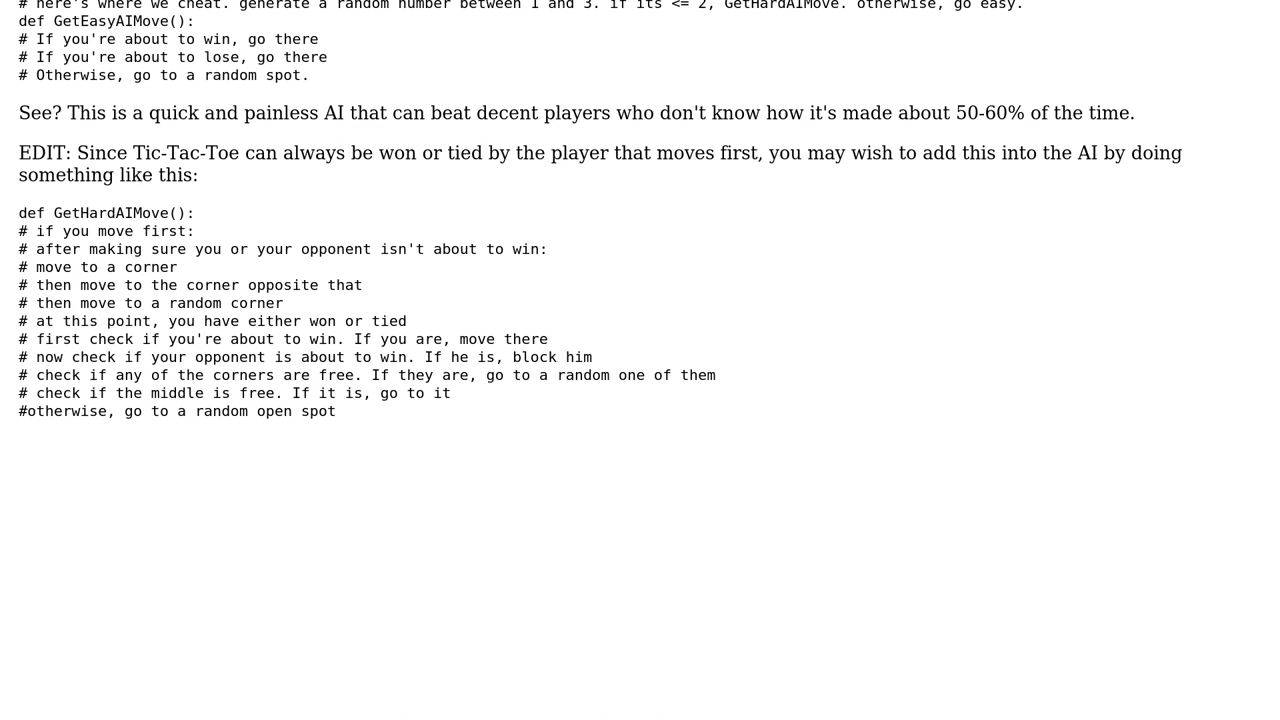 # here's where we cheat. generate a random number between 1 and 3. if its <= 2, GetHardAIMove. otherwise, go easy.
def GetEasyAIMove():
# If you're about to win, go there
# If you're about to lose, go there
# Otherwise, go to a random spot.
See? This is a quick and painless AI that can beat decent players who don't know how it's made about 50-60% of the time.
EDIT: Since Tic-Tac-Toe can always be won or tied by the player that moves first, you may wish to add this into the AI by doing
something like this:
def GetHardAIMove():
# if you move first:
# after making sure you or your opponent isn't about to win:
# move to a corner
# then move to the corner opposite that
# then move to a random corner
# at this point, you have either won or tied
# first check if you're about to win. If you are, move there
# now check if your opponent is about to win. If he is, block him
# check if any of the corners are free. If they are, go to a random one of them
# check if the middle is free. If it is, go to it
#otherwise, go to a random open spot